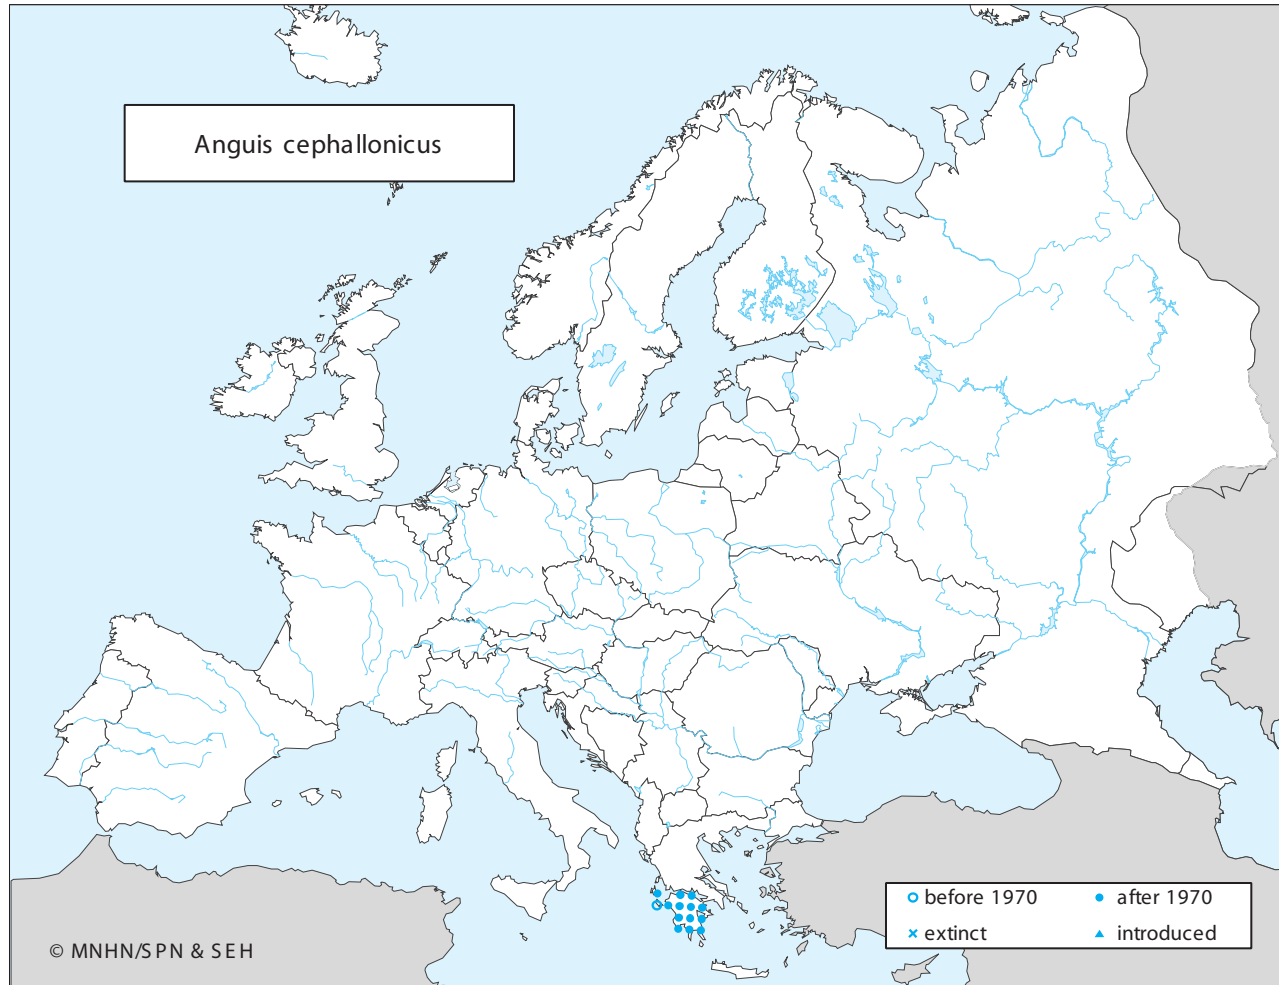 Anguis cephallonicus
before 1970
after 1970
extinct
introduced
© MNHN/SPN & SEH